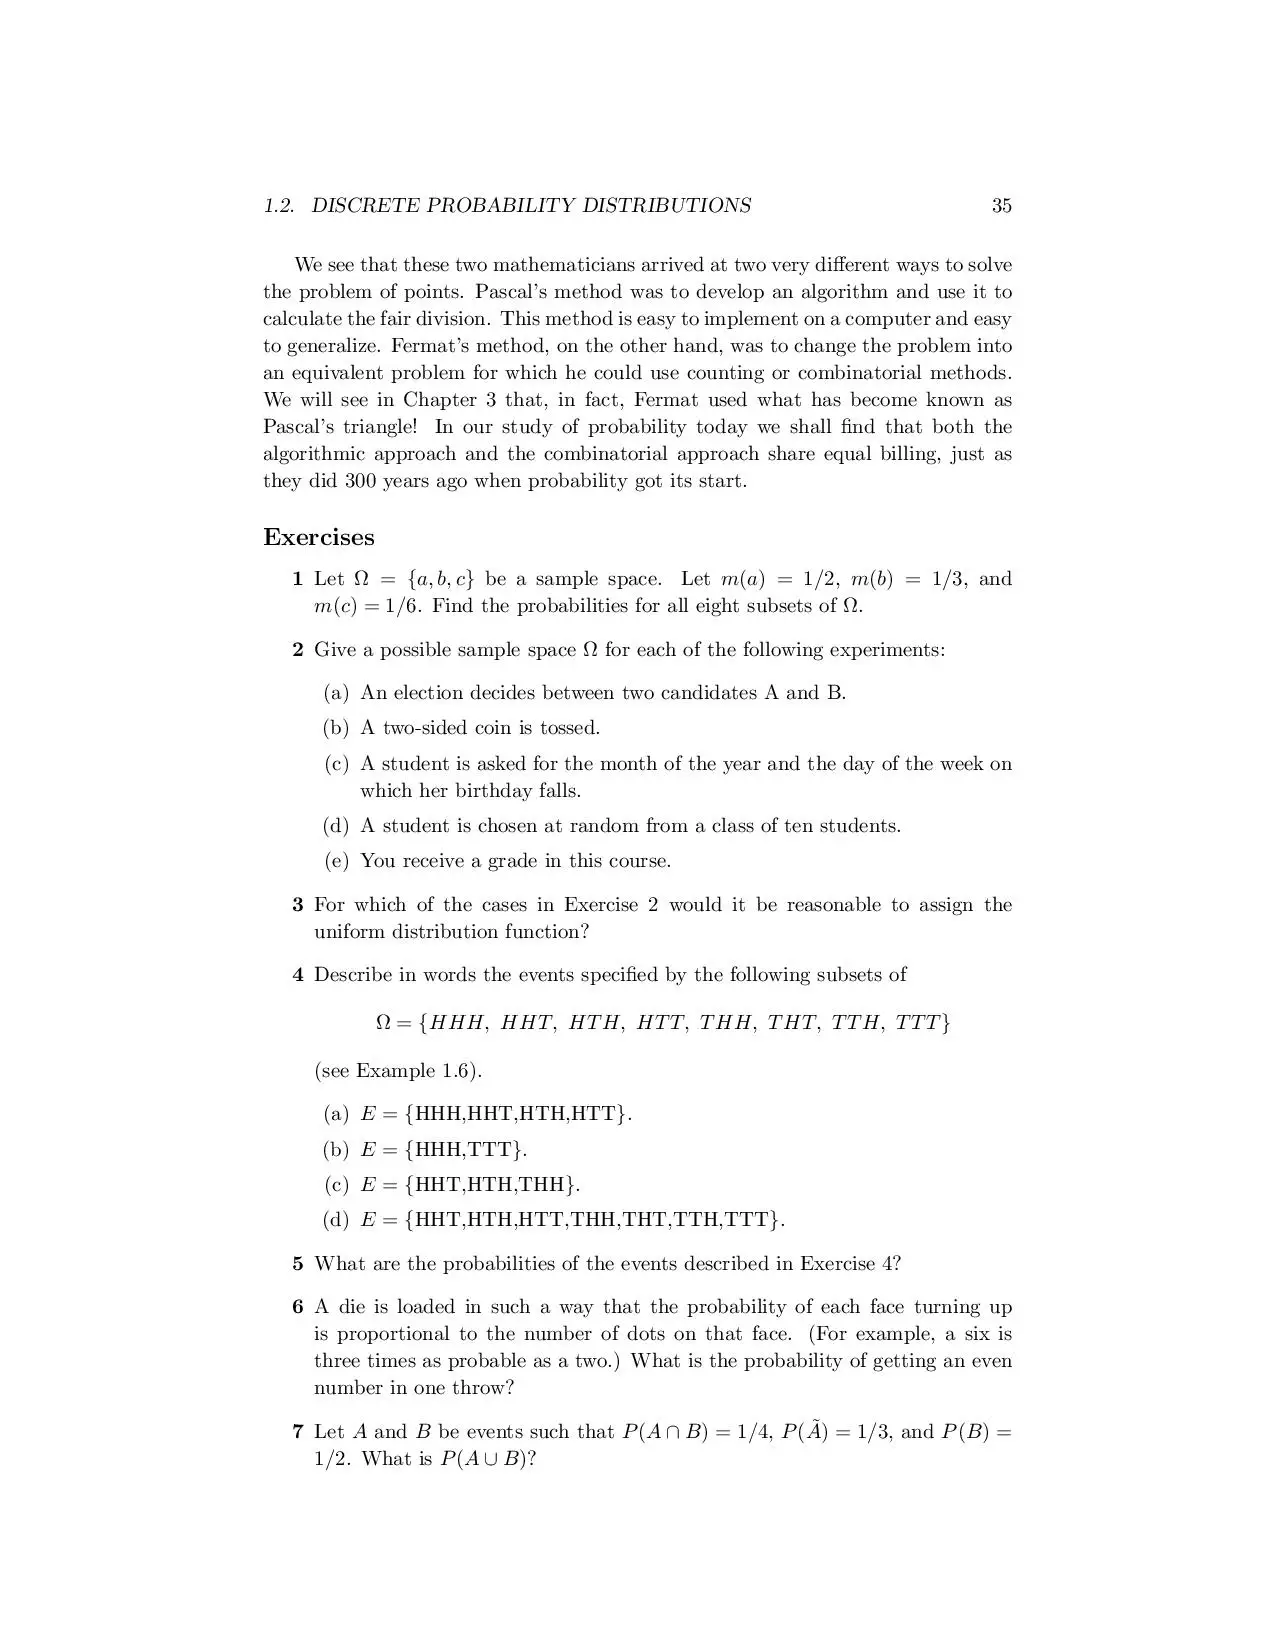 1.2. DISCRETE PROBABILITY DISTRIBUTIONS 35
We see that these two mathematicians arrived at two very different ways to solve
the problem of points. Pascal's method was to develop an algorithm and use it to
calculate the fair division. This method is easy to implement on a computer and easy
to generalize. Fermat's method, on the other hand, was to change the problem into
an equivalent problem for which he could use counting or combinatorial methods.
We will see in Chapter 3 that, in fact, Fermat used what has become known as
Pascal's triangle! In our study of probability today we shall find that both the
algorithmic approach and the combinatorial approach share equal billing, just as
they did 300 years ago when probability got its start.
Exercises
1 Let Ω = {a, b, c} be a sample space. Let m(a) = 1/2, m(b) = 1/3, and
m(c) = 1/6. Find the probabilities for all eight subsets of Ω.
2 Give a possible sample space Ω for each of the following experiments:
(a) An election decides between two candidates A and B.
(b) A two-sided coin is tossed.
(c) A student is asked for the month of the year and the day of the week on
which her birthday falls.
(d) A student is chosen at random from a class of ten students.
(e) You receive a grade in this course.
3 For which of the cases in Exercise 2 would it be reasonable to assign the
uniform distribution function?
4 Describe in words the events specified by the following subsets of
Ω = {HHH, HHT, HTH, HTT, THH, THT, TTH, TTT}
(see Example 1.6).
(a) E = {HHH,HHT,HTH,HTT}.
(b) E = {HHH,TTT}.
(c) E = {HHT,HTH,THH}.
(d) E = {HHT,HTH,HTT,THH,THT,TTH,TTT}.
5 What are the probabilities of the events described in Exercise 4?
6 A die is loaded in such a way that the probability of each face turning up
is proportional to the number of dots on that face. (For example, a six is
three times as probable as a two.) What is the probability of getting an even
number in one throw?
7 Let A and B be events such that P(A ∩ B) = 1/4, P(Ã) = 1/3, and P(B) =
1/2. What is P(A ∪ B)?